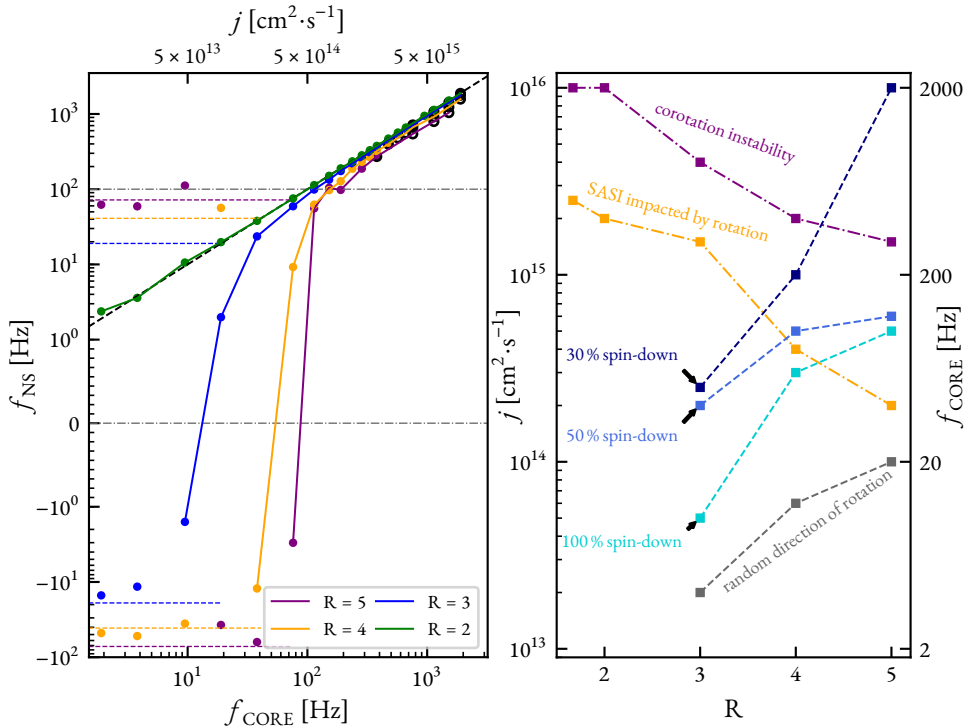 j [cm²·s⁻¹]
5 × 10¹³ 5 × 10¹⁴ 5 × 10¹⁵
10³
10²
10¹
10⁰
0
−10⁰
−10¹
−10²
f_NS [Hz]
R = 5 R = 3
R = 4 R = 2
10¹ 10² 10³
f_CORE [Hz]
10¹⁶
10¹⁵
10¹⁴
10¹³
j [cm²·s⁻¹]
corotation instability
SASI impacted by rotation
30 % spin-down
50 % spin-down
100 % spin-down
random direction of rotation
2000
200
20
2
f_CORE [Hz]
2 3 4 5
R